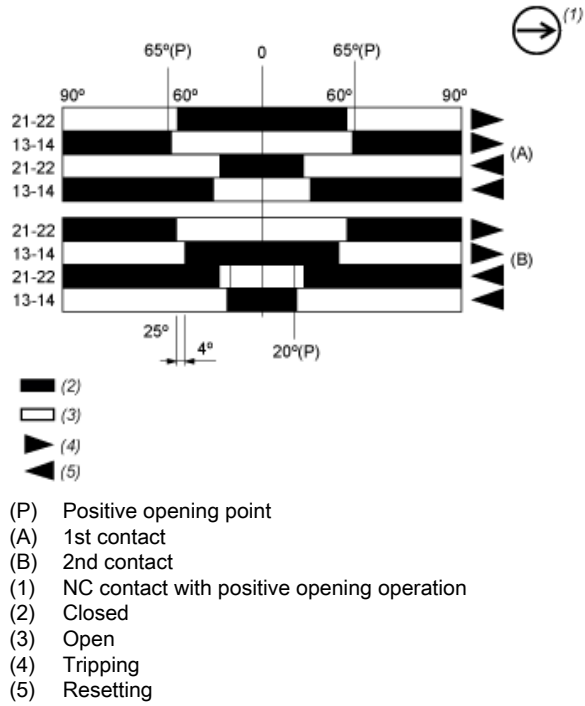 (1)
65º(P) 0 65º(P)
90º 60º 60º 90º
21-22
13-14
(A)
21-22
13-14
21-22
13-14
(B)
21-22
13-14
25º
4º
20º(P)
(2)
(3)
(4)
(5)
(P) Positive opening point
(A) 1st contact
(B) 2nd contact
(1) NC contact with positive opening operation
(2) Closed
(3) Open
(4) Tripping
(5) Resetting